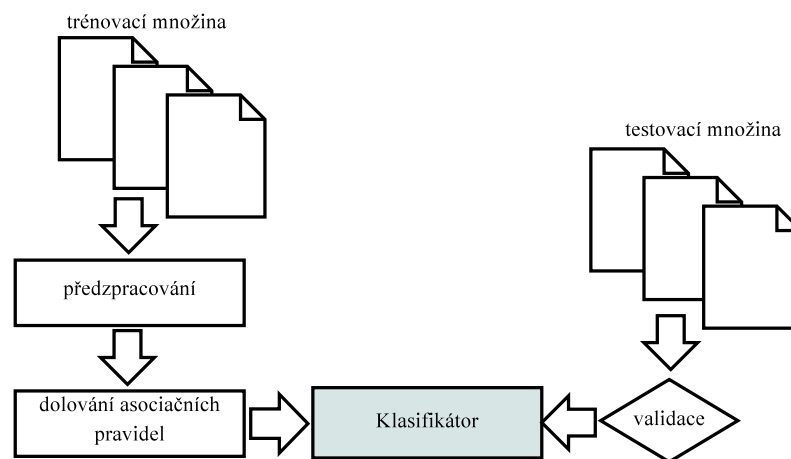 trénovací množina
testovací množina
předzpracování
dolování asociačních
pravidel
Klasifikátor
validace